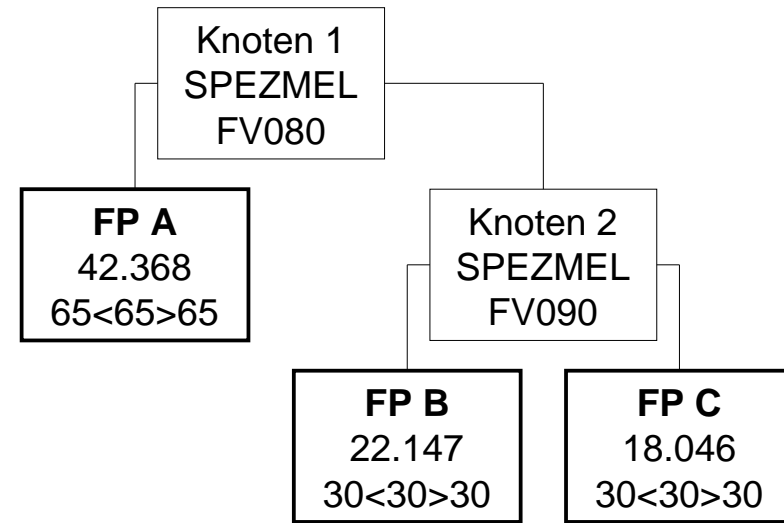 Knoten 1
SPEZMEL
FV080
FP A
42.368
65<65>65
Knoten 2
SPEZMEL
FV090
FP B
22.147
30<30>30
FP C
18.046
30<30>30